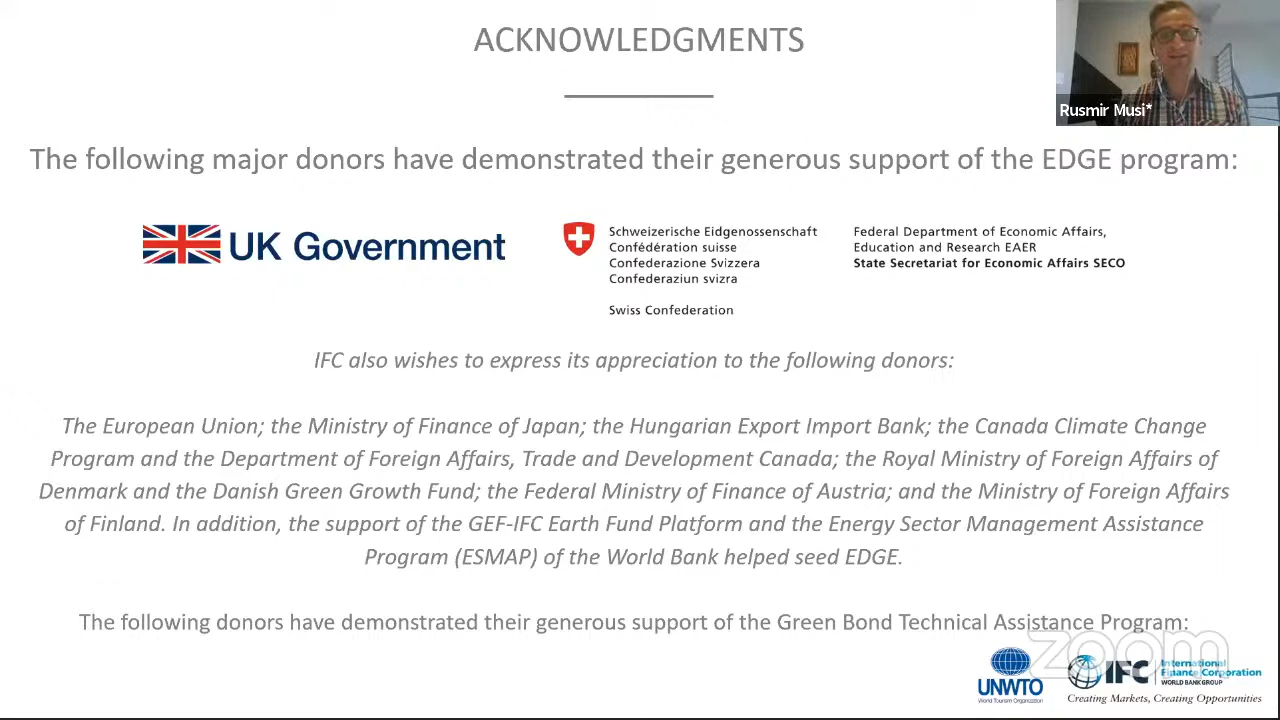 ACKNOWLEDGMENTS
Rusmir Musi*
The following major donors have demonstrated their generous support of the EDGE program:
UK Government
Schweizerische Eidgenossenschaft
Confédération suisse
Confederazione Svizzera
Confederaziun svizra
Swiss Confederation
Federal Department of Economic Affairs,
Education and Research EAER
State Secretariat for Economic Affairs SECO
IFC also wishes to express its appreciation to the following donors:
The European Union; the Ministry of Finance of Japan; the Hungarian Export Import Bank; the Canada Climate Change
Program and the Department of Foreign Affairs, Trade and Development Canada; the Royal Ministry of Foreign Affairs of
Denmark and the Danish Green Growth Fund; the Federal Ministry of Finance of Austria; and the Ministry of Foreign Affairs
of Finland. In addition, the support of the GEF-IFC Earth Fund Platform and the Energy Sector Management Assistance
Program (ESMAP) of the World Bank helped seed EDGE.
The following donors have demonstrated their generous support of the Green Bond Technical Assistance Program:
zoom
UNWTO
World Tourism Organization
IFC
International
Finance Corporation
WORLD BANK GROUP
Creating Markets, Creating Opportunities